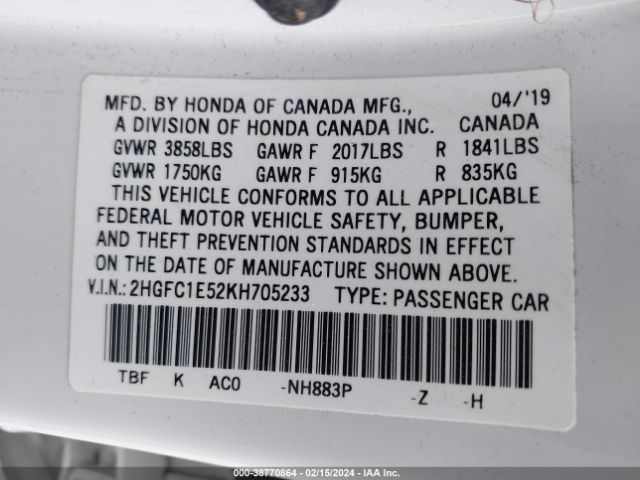 MFD. BY HONDA OF CANADA MFG., 04/'19
A DIVISION OF HONDA CANADA INC. CANADA
GVWR 3858LBS GAWR F 2017LBS R 1841LBS
GVWR 1750KG GAWR F 915KG R 835KG
THIS VEHICLE CONFORMS TO ALL APPLICABLE
FEDERAL MOTOR VEHICLE SAFETY, BUMPER,
AND THEFT PREVENTION STANDARDS IN EFFECT
ON THE DATE OF MANUFACTURE SHOWN ABOVE.
V.I.N.: 2HGFC1E52KH705233 TYPE: PASSENGER CAR
TBF K AC0 -NH883P -Z -H
000-38770864 - 02/15/2024 - IAA Inc.